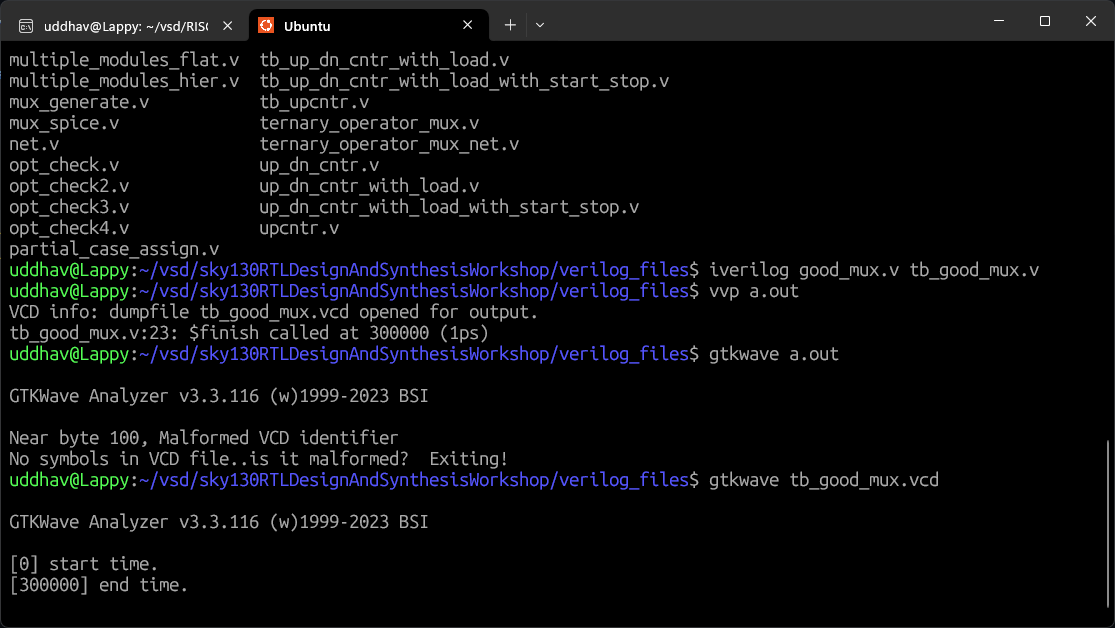 uddhav@Lappy: ~/vsd/RISC
Ubuntu
multiple_modules_flat.v  tb_up_dn_cntr_with_load.v
multiple_modules_hier.v  tb_up_dn_cntr_with_load_with_start_stop.v
mux_generate.v           tb_upcntr.v
mux_spice.v              ternary_operator_mux.v
net.v                    ternary_operator_mux_net.v
opt_check.v              up_dn_cntr.v
opt_check2.v             up_dn_cntr_with_load.v
opt_check3.v             up_dn_cntr_with_load_with_start_stop.v
opt_check4.v             upcntr.v
partial_case_assign.v
uddhav@Lappy:~/vsd/sky130RTLDesignAndSynthesisWorkshop/verilog_files$ iverilog good_mux.v tb_good_mux.v
uddhav@Lappy:~/vsd/sky130RTLDesignAndSynthesisWorkshop/verilog_files$ vvp a.out
VCD info: dumpfile tb_good_mux.vcd opened for output.
tb_good_mux.v:23: $finish called at 300000 (1ps)
uddhav@Lappy:~/vsd/sky130RTLDesignAndSynthesisWorkshop/verilog_files$ gtkwave a.out
GTKWave Analyzer v3.3.116 (w)1999-2023 BSI
Near byte 100, Malformed VCD identifier
No symbols in VCD file..is it malformed?  Exiting!
uddhav@Lappy:~/vsd/sky130RTLDesignAndSynthesisWorkshop/verilog_files$ gtkwave tb_good_mux.vcd
GTKWave Analyzer v3.3.116 (w)1999-2023 BSI
[0] start time.
[300000] end time.